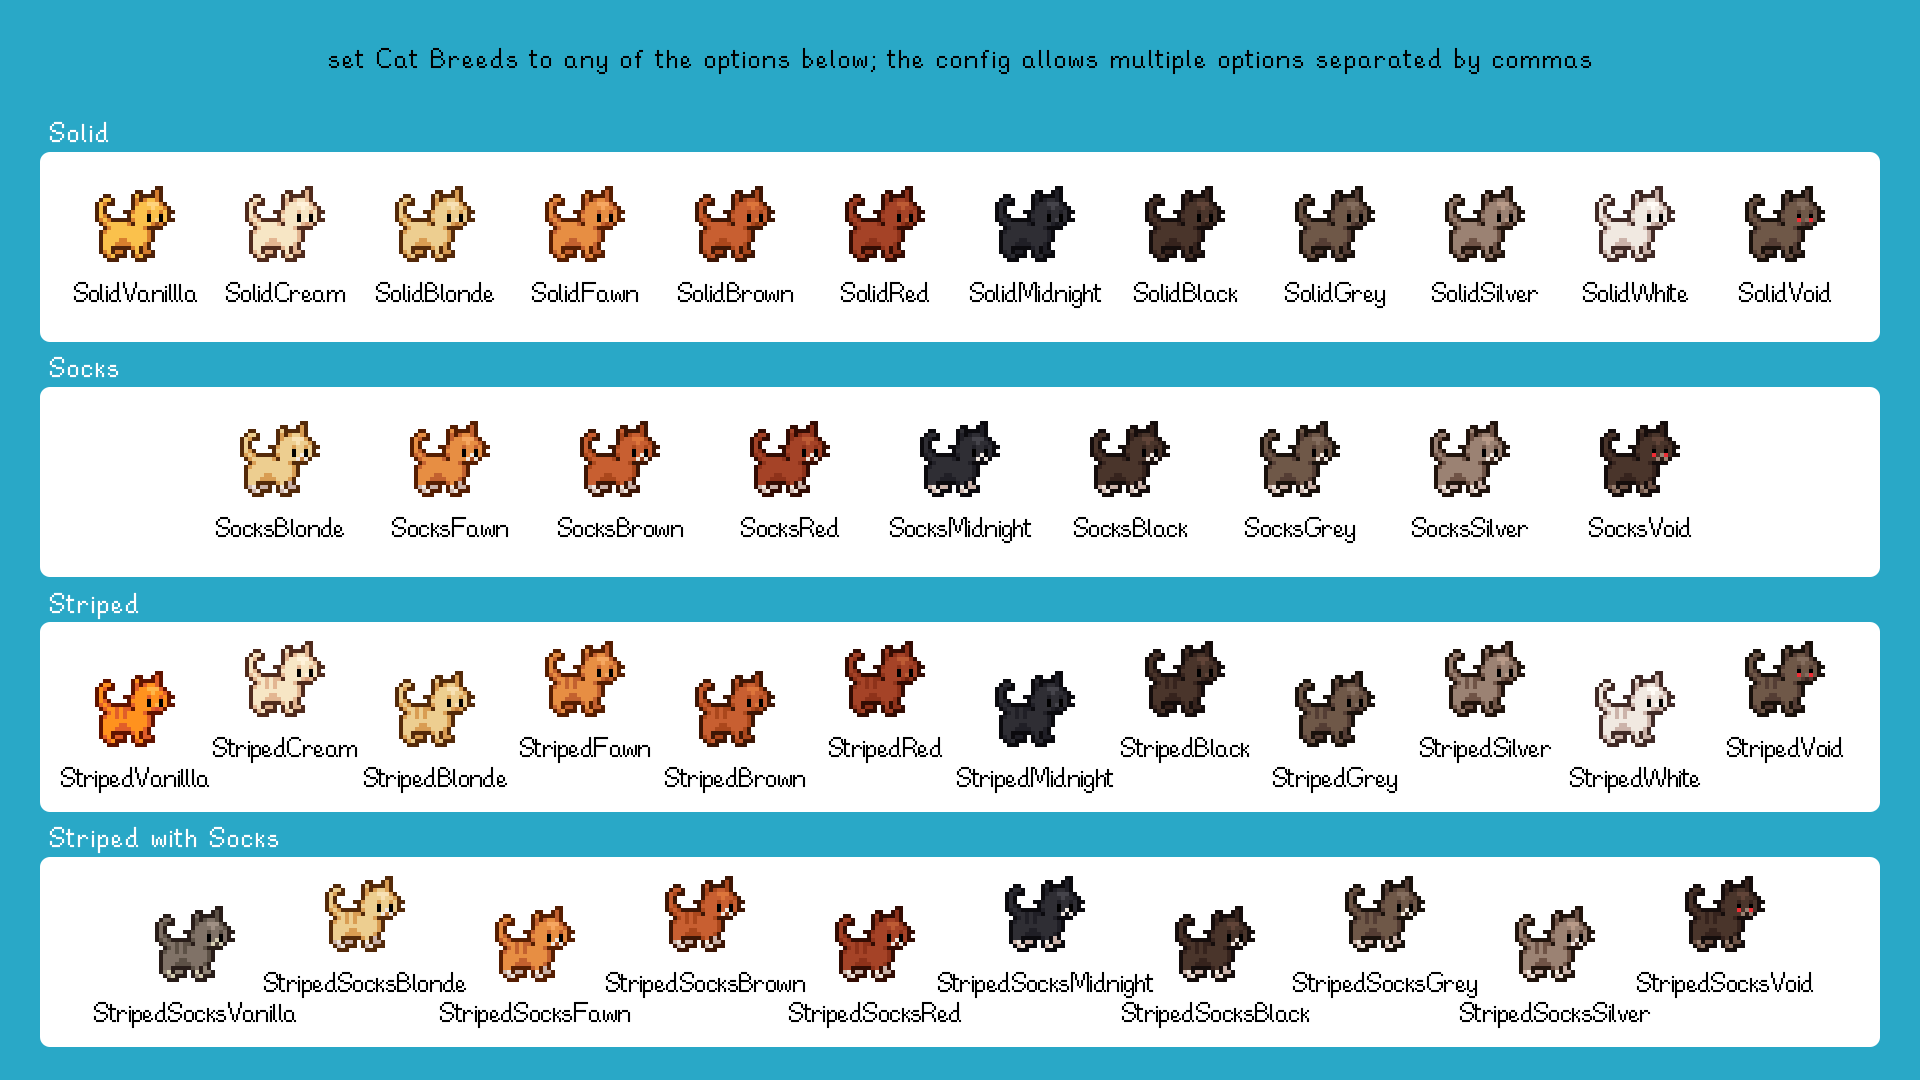 set Cat Breeds to any of the options below; the config allows multiple options separated by commas
Solid
SolidVanillla SolidCream SolidBlonde SolidFawn SolidBrown SolidRed SolidMidnight SolidBlack SolidGrey SolidSilver SolidWhite SolidVoid
Socks
SocksBlonde SocksFawn SocksBrown SocksRed SocksMidnight SocksBlack SocksGrey SocksSilver SocksVoid
Striped
StripedCream StripedFawn StripedRed StripedBlack StripedSilver StripedVoid
StripedVanillla StripedBlonde StripedBrown StripedMidnight StripedGrey StripedWhite
Striped with Socks
StripedSocksBlonde StripedSocksBrown StripedSocksMidnight StripedSocksGrey StripedSocksVoid
StripedSocksVanilla StripedSocksFawn StripedSocksRed StripedSocksBlack StripedSocksSilver